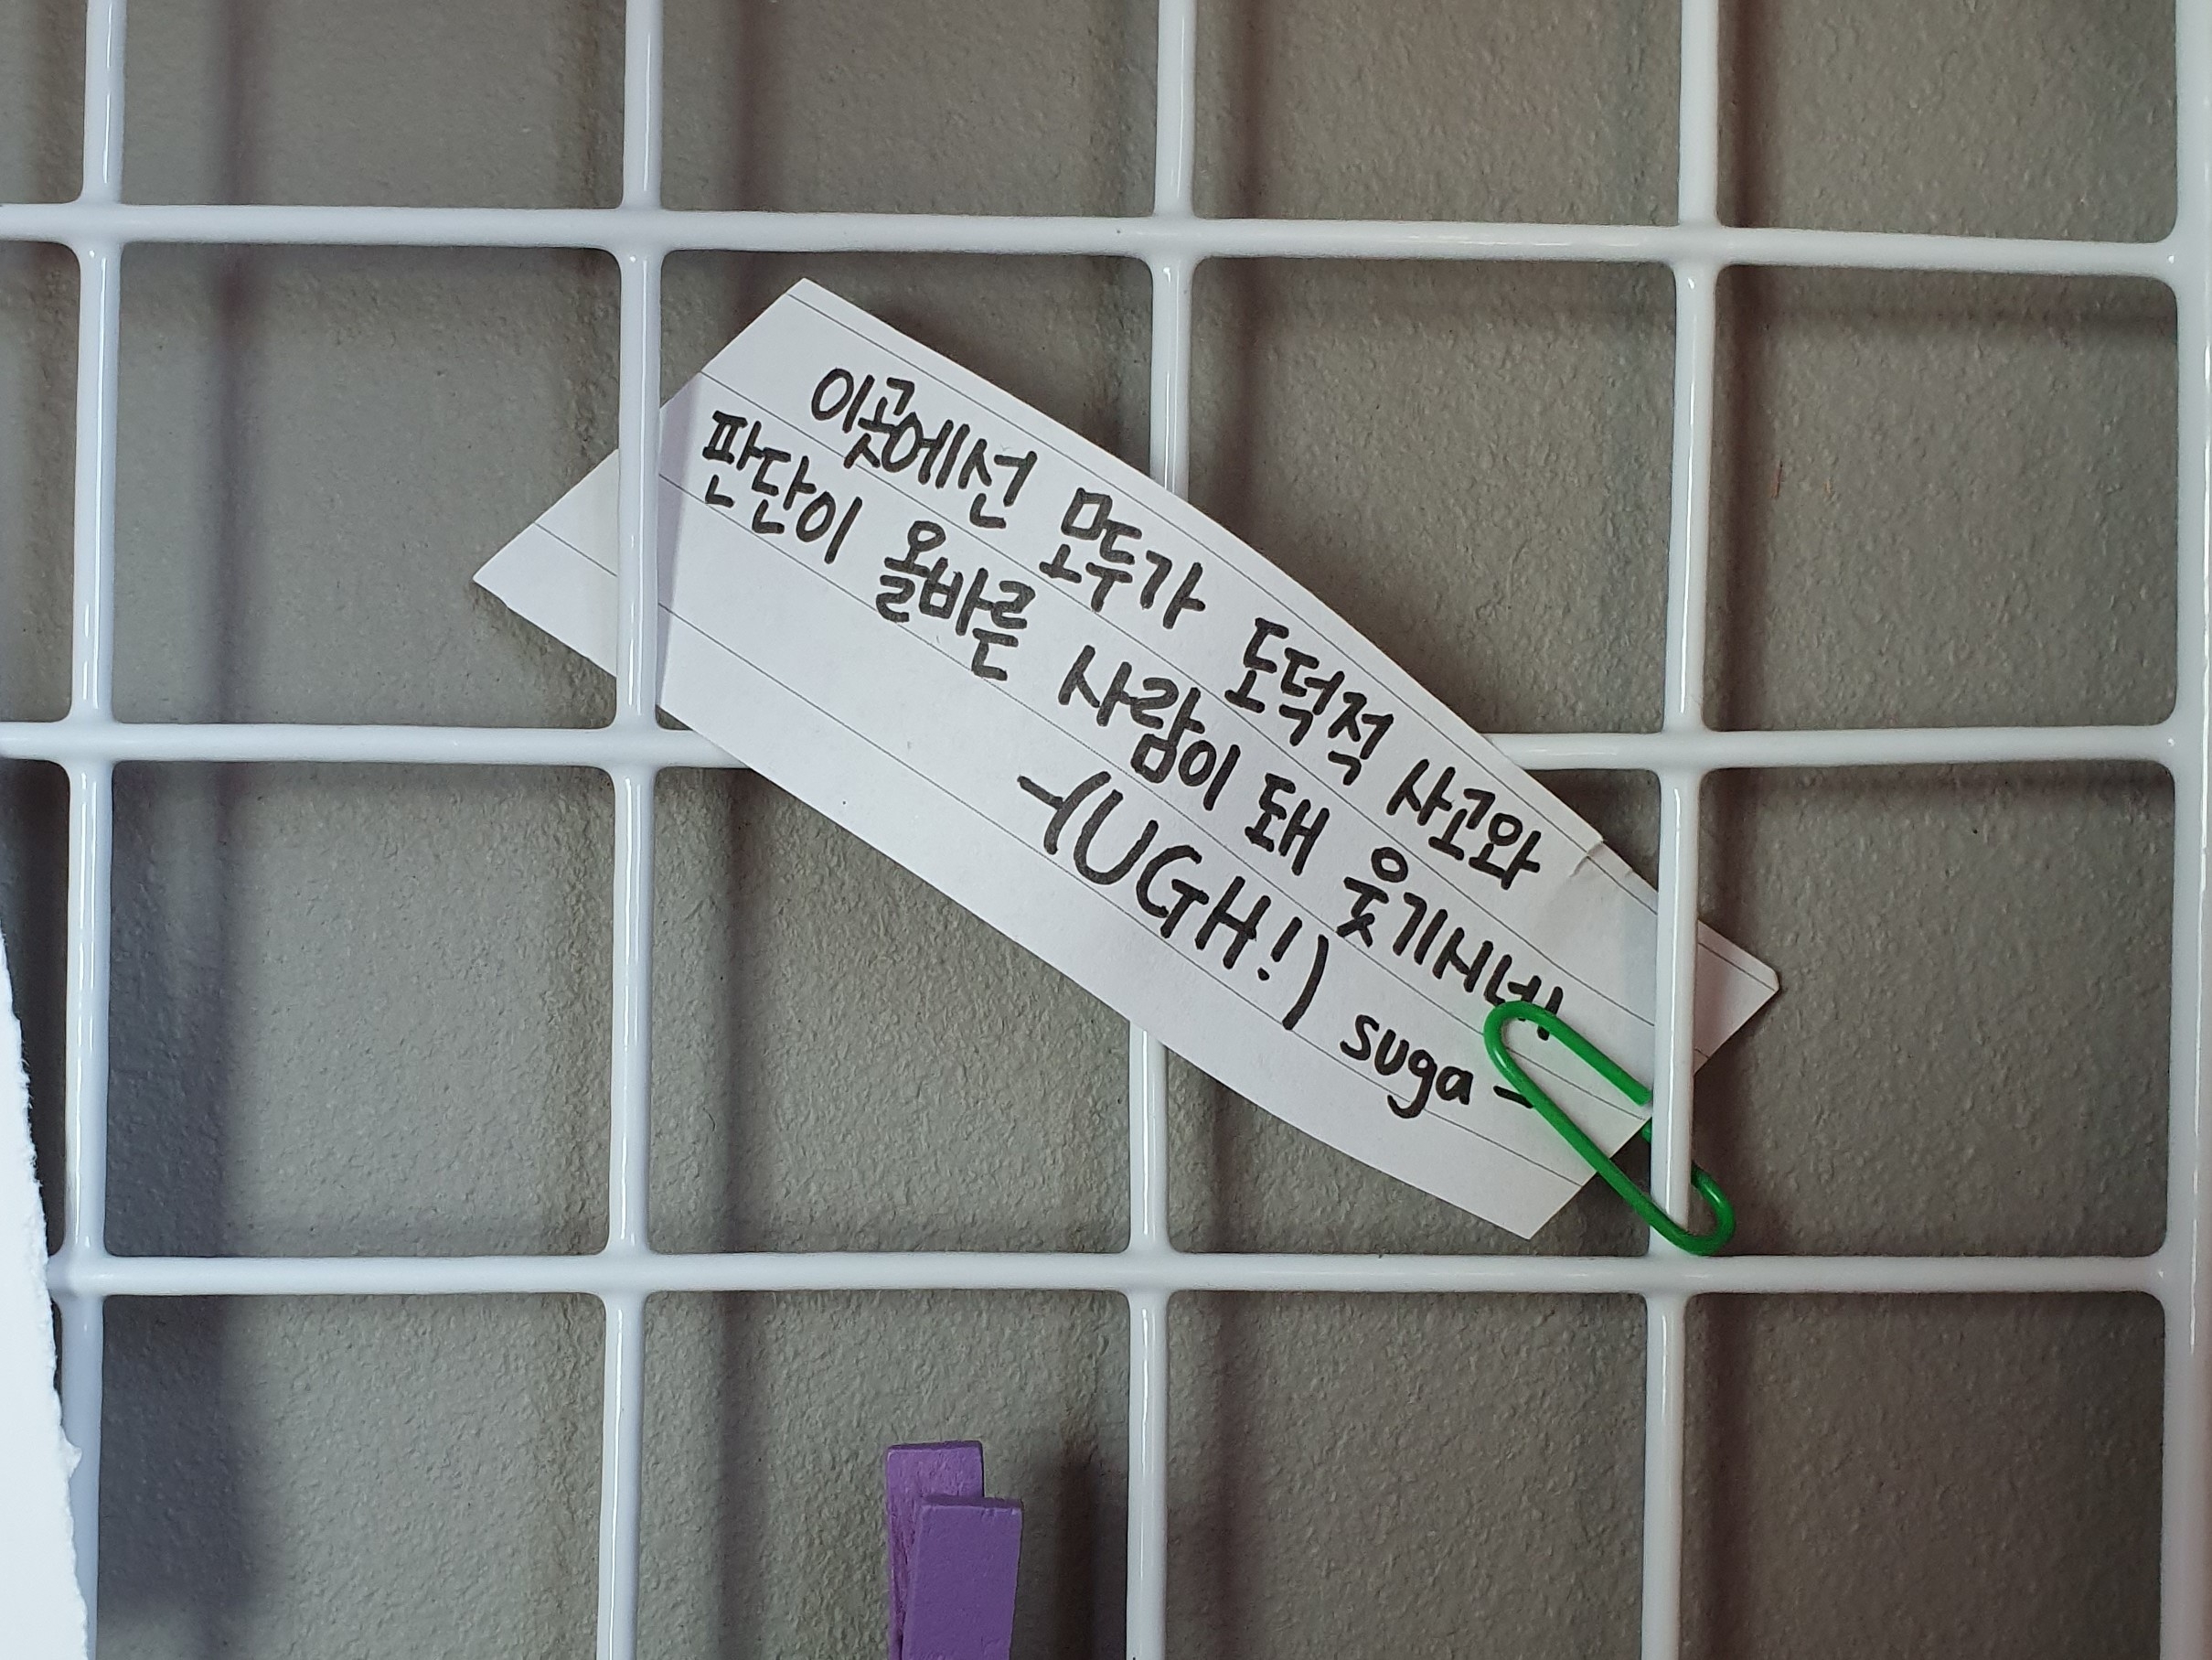 이곳에선 모두가 도덕적 사고와
판단이 올바른 사람이 돼 웃기시네
-(UGH!) suga -